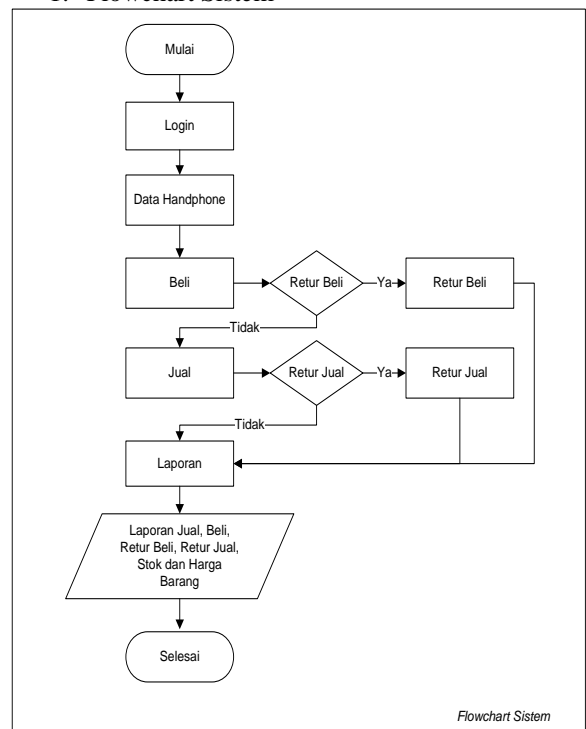 1. Flowchart Sistem
Mulai
Login
Data Handphone
Beli
Retur Beli
Ya
Retur Beli
Tidak
Jual
Retur Jual
Ya
Retur Jual
Tidak
Laporan
Laporan Jual, Beli,
Retur Beli, Retur Jual,
Stok dan Harga
Barang
Selesai
Flowchart Sistem